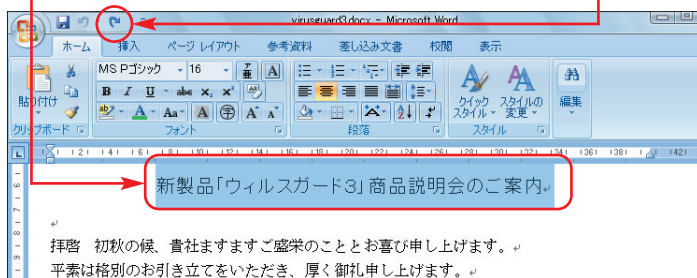 virusguard3.docx - Microsoft Word
ホーム 挿入 ページ レイアウト 参考資料 差し込み文書 校閲 表示
MS Pゴシック 16
貼り付け
クイック スタイル
スタイルの 変更
編集
クリップボード フォント 段落 スタイル
新製品「ウィルスガード3」商品説明会のご案内
拝啓 初秋の候、貴社ますますご盛栄のこととお喜び申し上げます。
平素は格別のお引き立てをいただき、厚く御礼申し上げます。